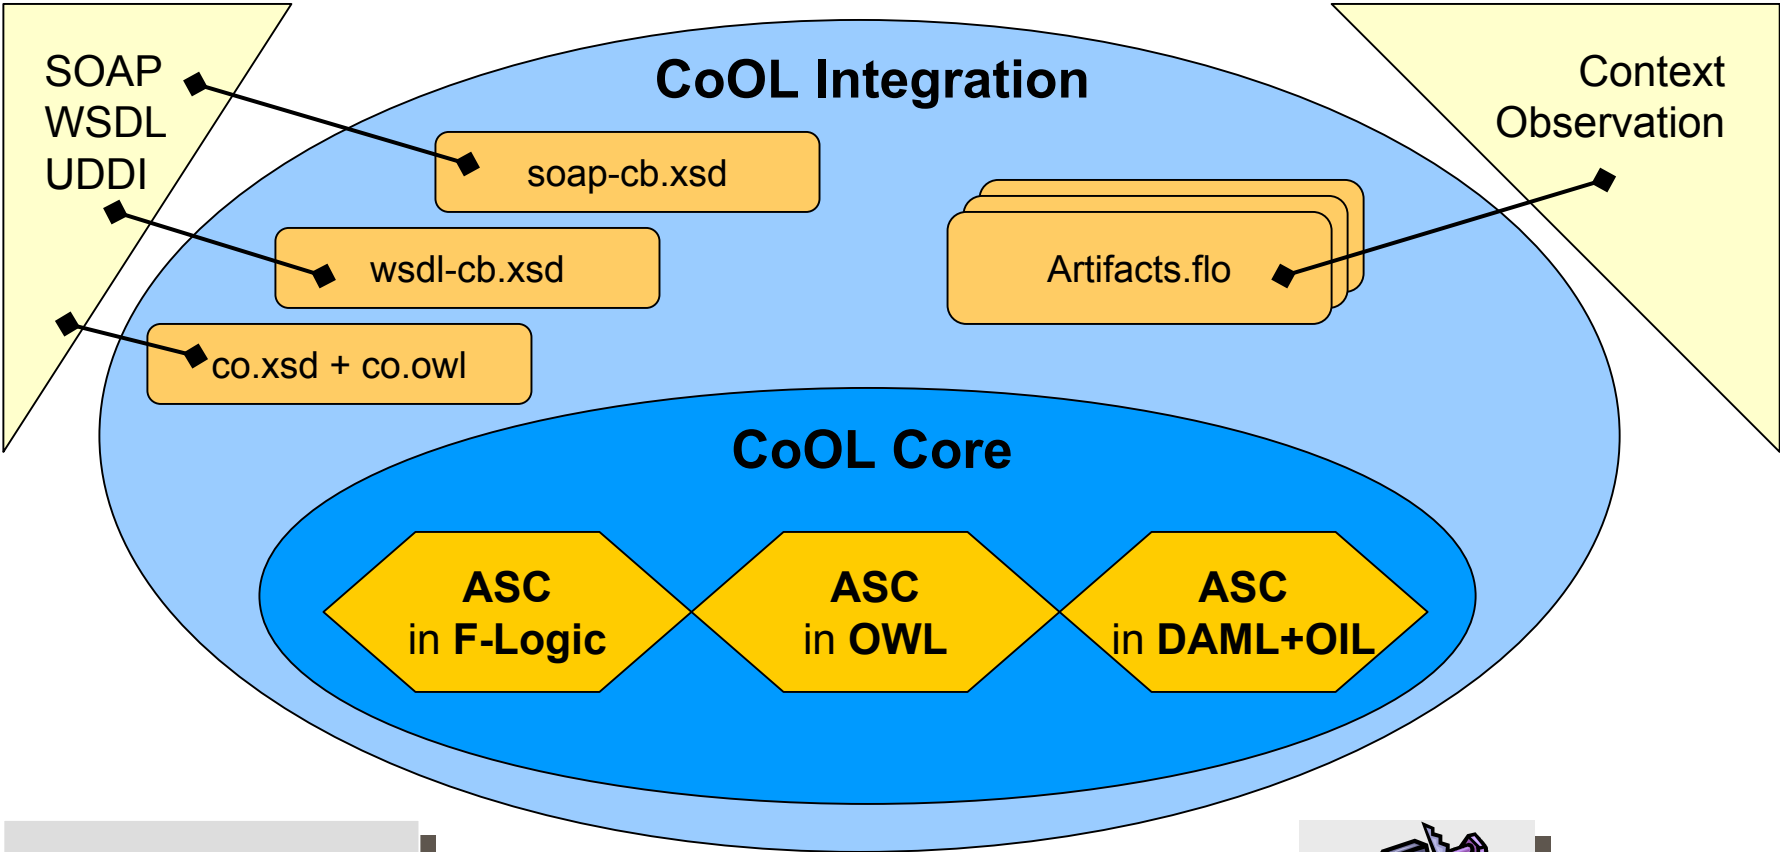 SOAP
WSDL
UDDI
CoOL Integration
Context
Observation
soap-cb.xsd
wsdl-cb.xsd
Artifacts.flo
co.xsd + co.owl
CoOL Core
ASC
in F-Logic
ASC
in OWL
ASC
in DAML+OIL